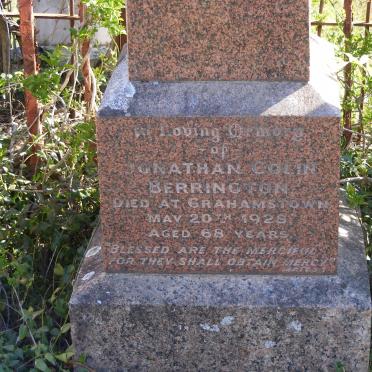 In Loving Memory
of
JONATHAN COLIN
BERRINGTON
DIED AT GRAHAMSTOWN
MAY 20TH 1928
AGED 68 YEARS
"BLESSED ARE THE MERCIFUL
FOR THEY SHALL OBTAIN MERCY"